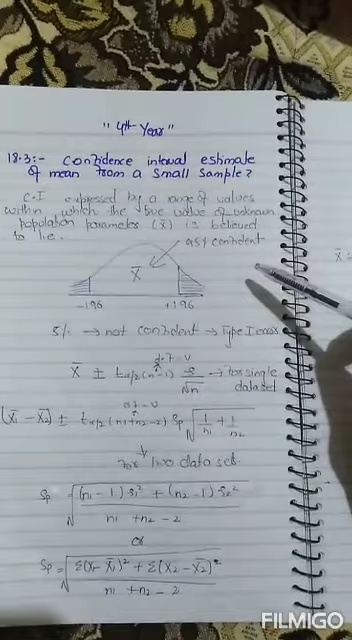 "4th-Year"
18.3:- Confidence interval estimate
of mean from a small sample?
C.I expressed by a range of values
within which the true value of unknown
population parameter (x̄) is believed
to lie.
95% confident
X̄
-1.96 +1.96
5% → not confident → Type I error
d.f = v
X̄ ± tα/2 (n-1) s/√n → for single
data set
d.f = v
(X̄1 - X̄2) ± tα/2 (n1+n2-2) Sp √(1/n1 + 1/n2)
↓
for two data sets
Sp = √((n1 - 1) s1² + (n2 - 1) s2² / n1 + n2 - 2)
or
Sp = √(Σ(X1 - X̄1)² + Σ(X2 - X̄2)² / n1 + n2 - 2)
x̄ =
FILMIGO